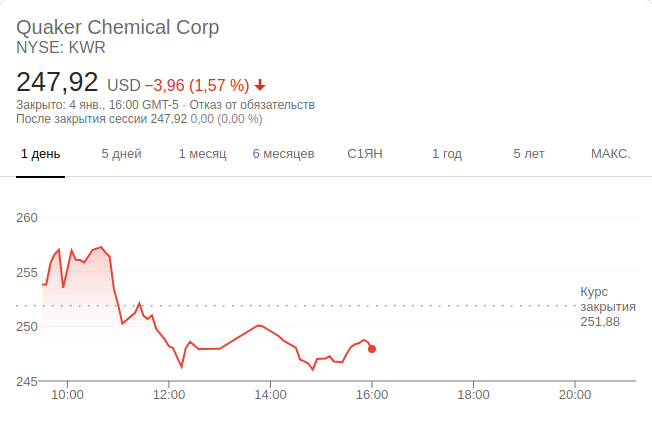 Quaker Chemical Corp
NYSE: KWR
247,92 USD −3,96 (1,57 %)
Закрыто: 4 янв., 16:00 GMT-5 · Отказ от обязательств
После закрытия сессии 247,92 0,00 (0,00 %)
1 день 5 дней 1 месяц 6 месяцев С1ЯН 1 год 5 лет МАКС.
260
255
Курс
закрытия
251,88
250
245
10:00 12:00 14:00 16:00 18:00 20:00